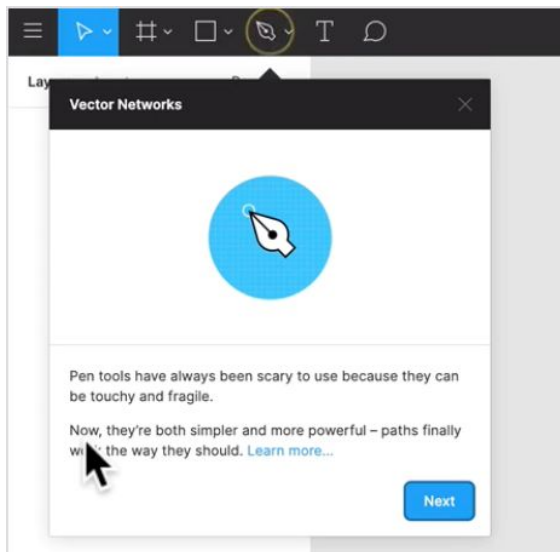 T
Lay
Vector Networks
Pen tools have always been scary to use because they can
be touchy and fragile.
Now, they're both simpler and more powerful – paths finally
the way they should. Learn more...
Next